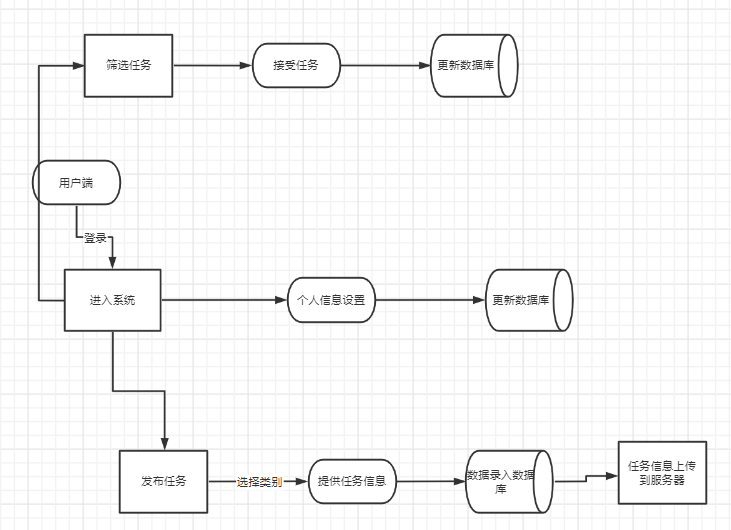 筛选任务
接受任务
更新数据库
用户端
登录
进入系统
个人信息设置
更新数据库
发布任务
选择类别
提供任务信息
数据录入数据
库
任务信息上传
到服务器